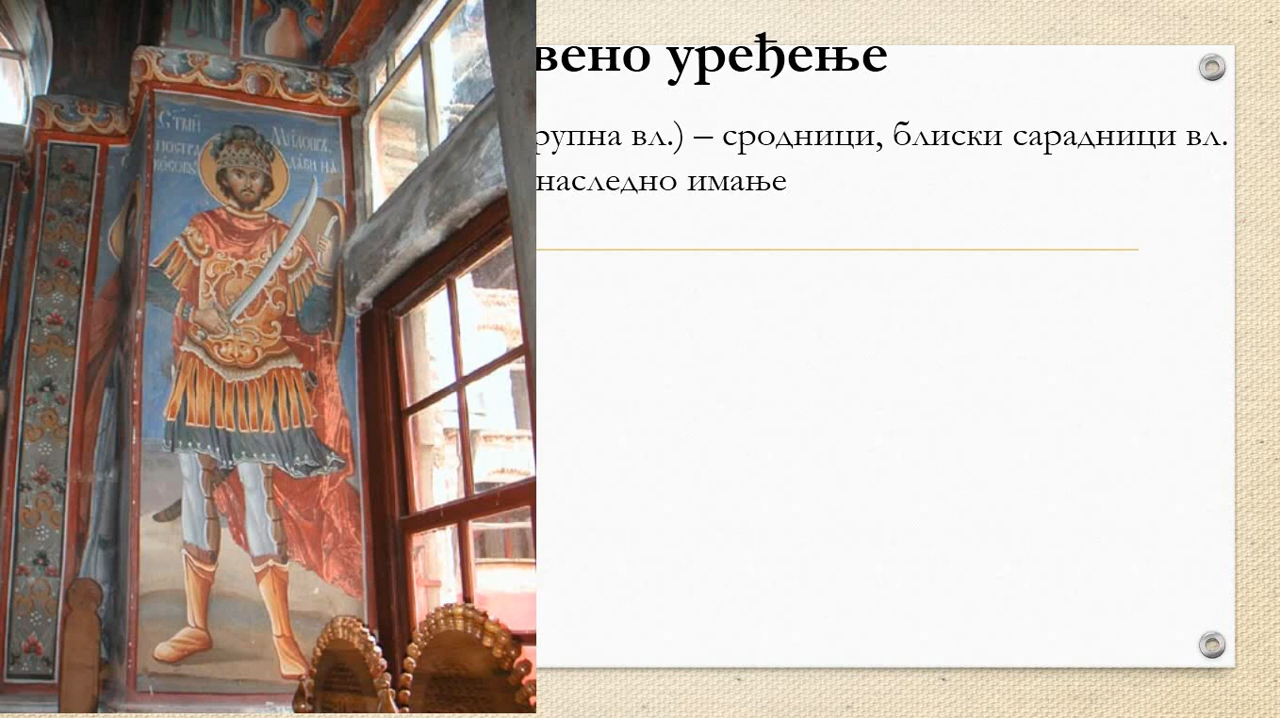 вено уређење
рупна вл.) – сродници, блиски сарадници вл.
наследно имање